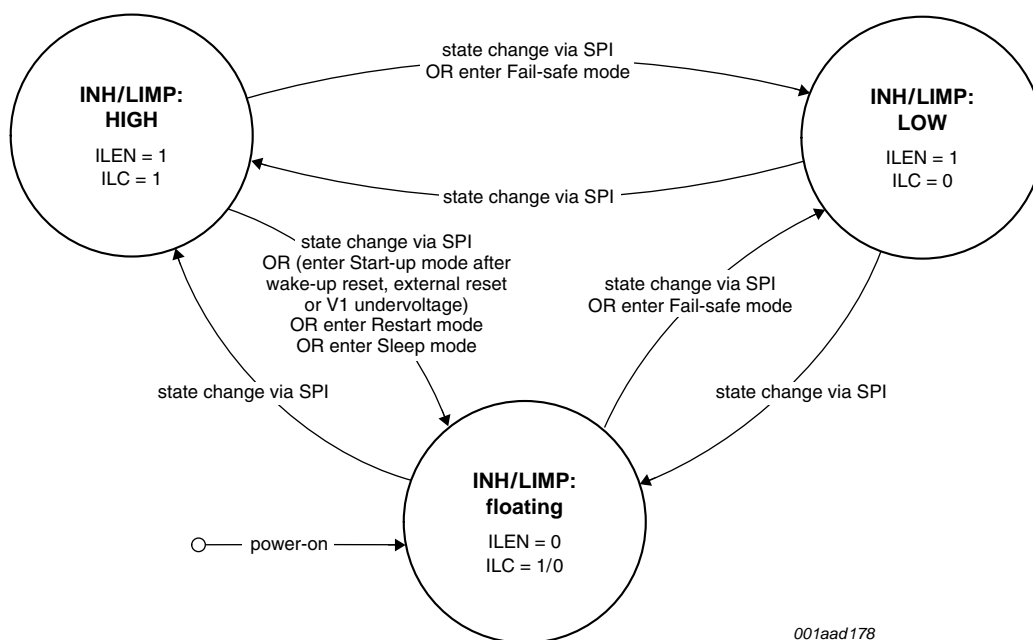 state change via SPI
OR enter Fail-safe mode
INH/LIMP:
HIGH
ILEN = 1
ILC = 1
INH/LIMP:
LOW
ILEN = 1
ILC = 0
state change via SPI
state change via SPI
OR (enter Start-up mode after
wake-up reset, external reset
or V1 undervoltage)
OR enter Restart mode
OR enter Sleep mode
state change via SPI
OR enter Fail-safe mode
state change via SPI
state change via SPI
INH/LIMP:
floating
ILEN = 0
ILC = 1/0
power-on
001aad178